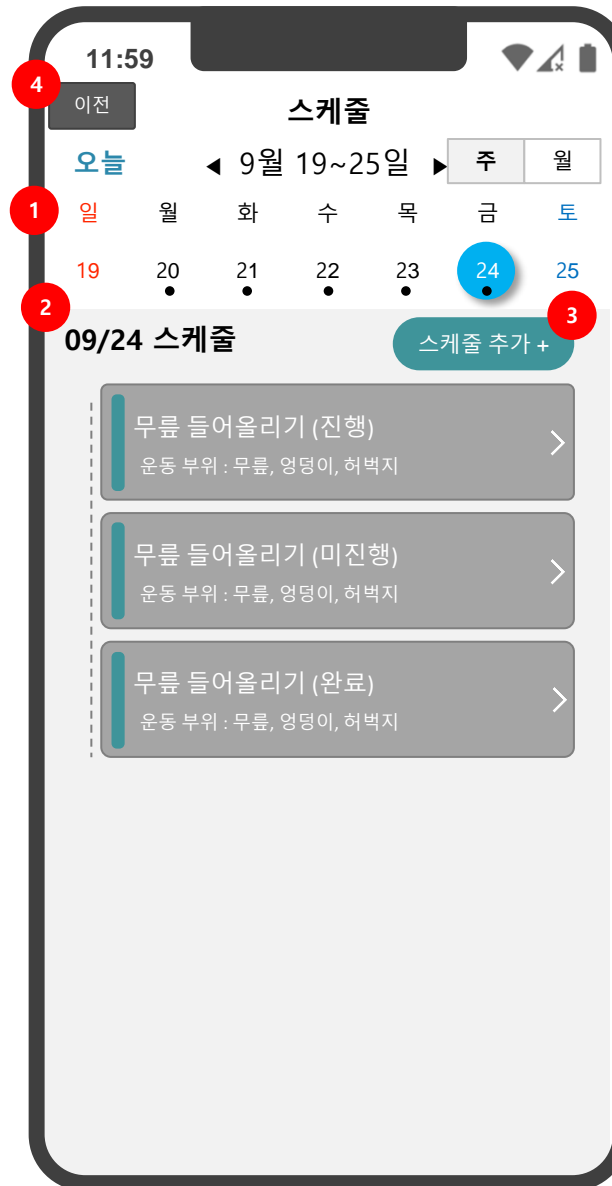 11:59
4
이전
스케줄
오늘 ◀ 9월 19~25일 ▶ 주 월
1
일 월 화 수 목 금 토
19 20 21 22 23 24 25
2
3
09/24 스케줄
스케줄 추가 +
무릎 들어올리기 (진행)
운동 부위 : 무릎, 엉덩이, 허벅지
무릎 들어올리기 (미진행)
운동 부위 : 무릎, 엉덩이, 허벅지
무릎 들어올리기 (완료)
운동 부위 : 무릎, 엉덩이, 허벅지